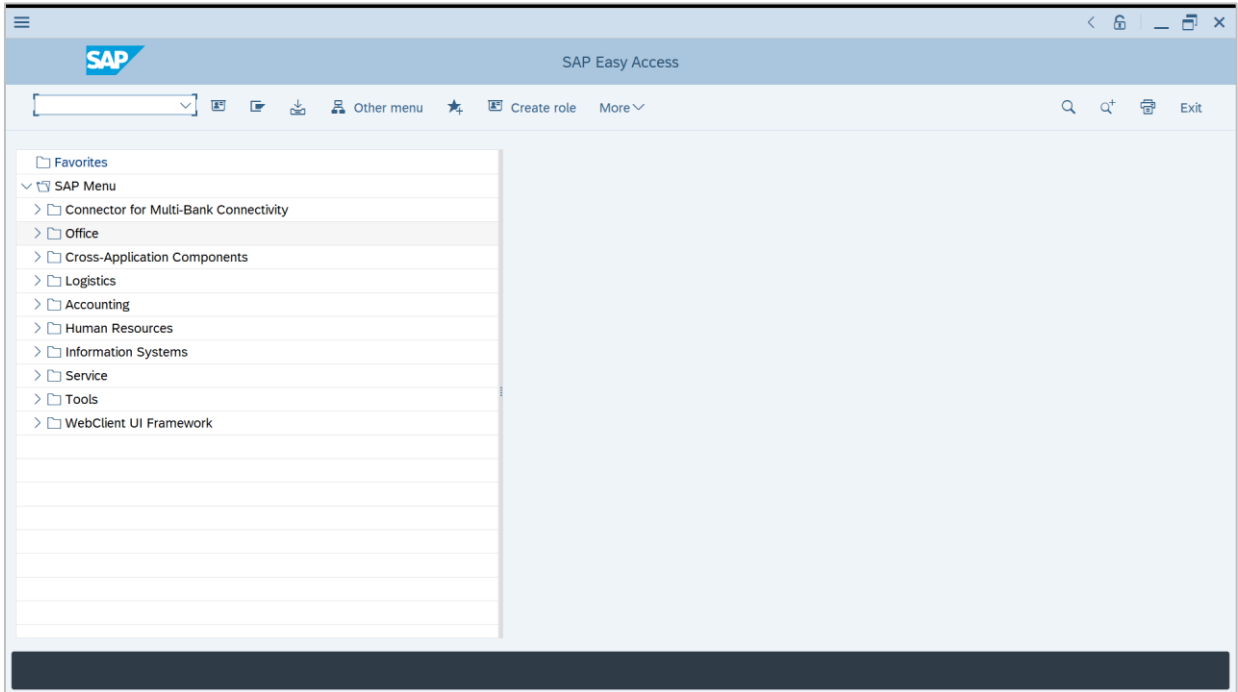 SAP
SAP Easy Access
Other menu
Create role
More
Exit
Favorites
SAP Menu
Connector for Multi-Bank Connectivity
Office
Cross-Application Components
Logistics
Accounting
Human Resources
Information Systems
Service
Tools
WebClient UI Framework